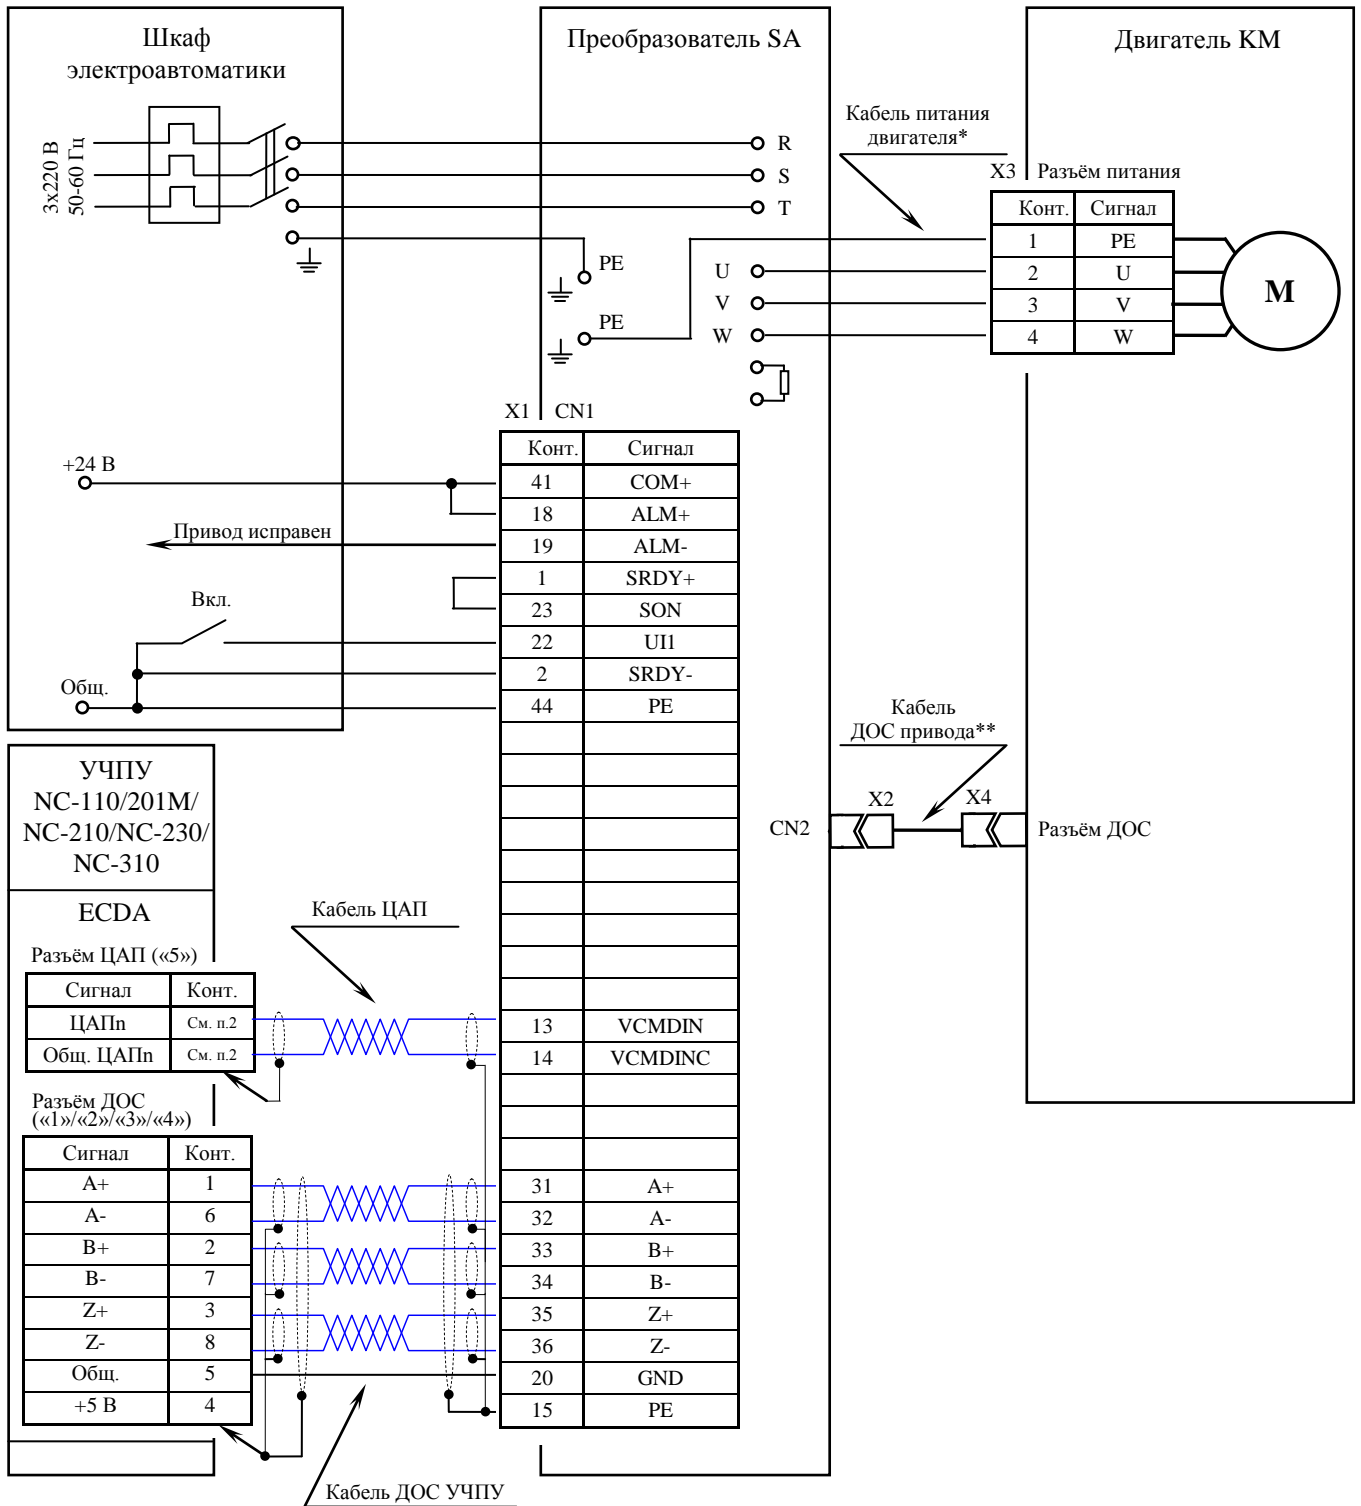 Шкаф
электроавтоматики
Преобразователь SA
Двигатель КМ
3x220 В
50-60 Гц
R
S
T
PE
PE
U
V
W
Кабель питания
двигателя*
X3 Разъём питания
Конт. Сигнал
1 PE
2 U
3 V
4 W
M
X1 CN1
Конт. Сигнал
41 COM+
18 ALM+
19 ALM-
1 SRDY+
23 SON
22 UI1
2 SRDY-
44 PE
13 VCMDIN
14 VCMDINC
31 A+
32 A-
33 B+
34 B-
35 Z+
36 Z-
20 GND
15 PE
+24 В
Привод исправен
Вкл.
Общ.
Кабель
ДОС привода**
CN2
X2
X4
Разъём ДОС
УЧПУ
NC-110/201M/
NC-210/NC-230/
NC-310
ECDA
Кабель ЦАП
Разъём ЦАП («5»)
Сигнал Конт.
ЦАПn См. п.2
Общ. ЦАПn См. п.2
Разъём ДОС
(«1»/«2»/«3»/«4»)
Сигнал Конт.
A+ 1
A- 6
B+ 2
B- 7
Z+ 3
Z- 8
Общ. 5
+5 В 4
Кабель ДОС УЧПУ